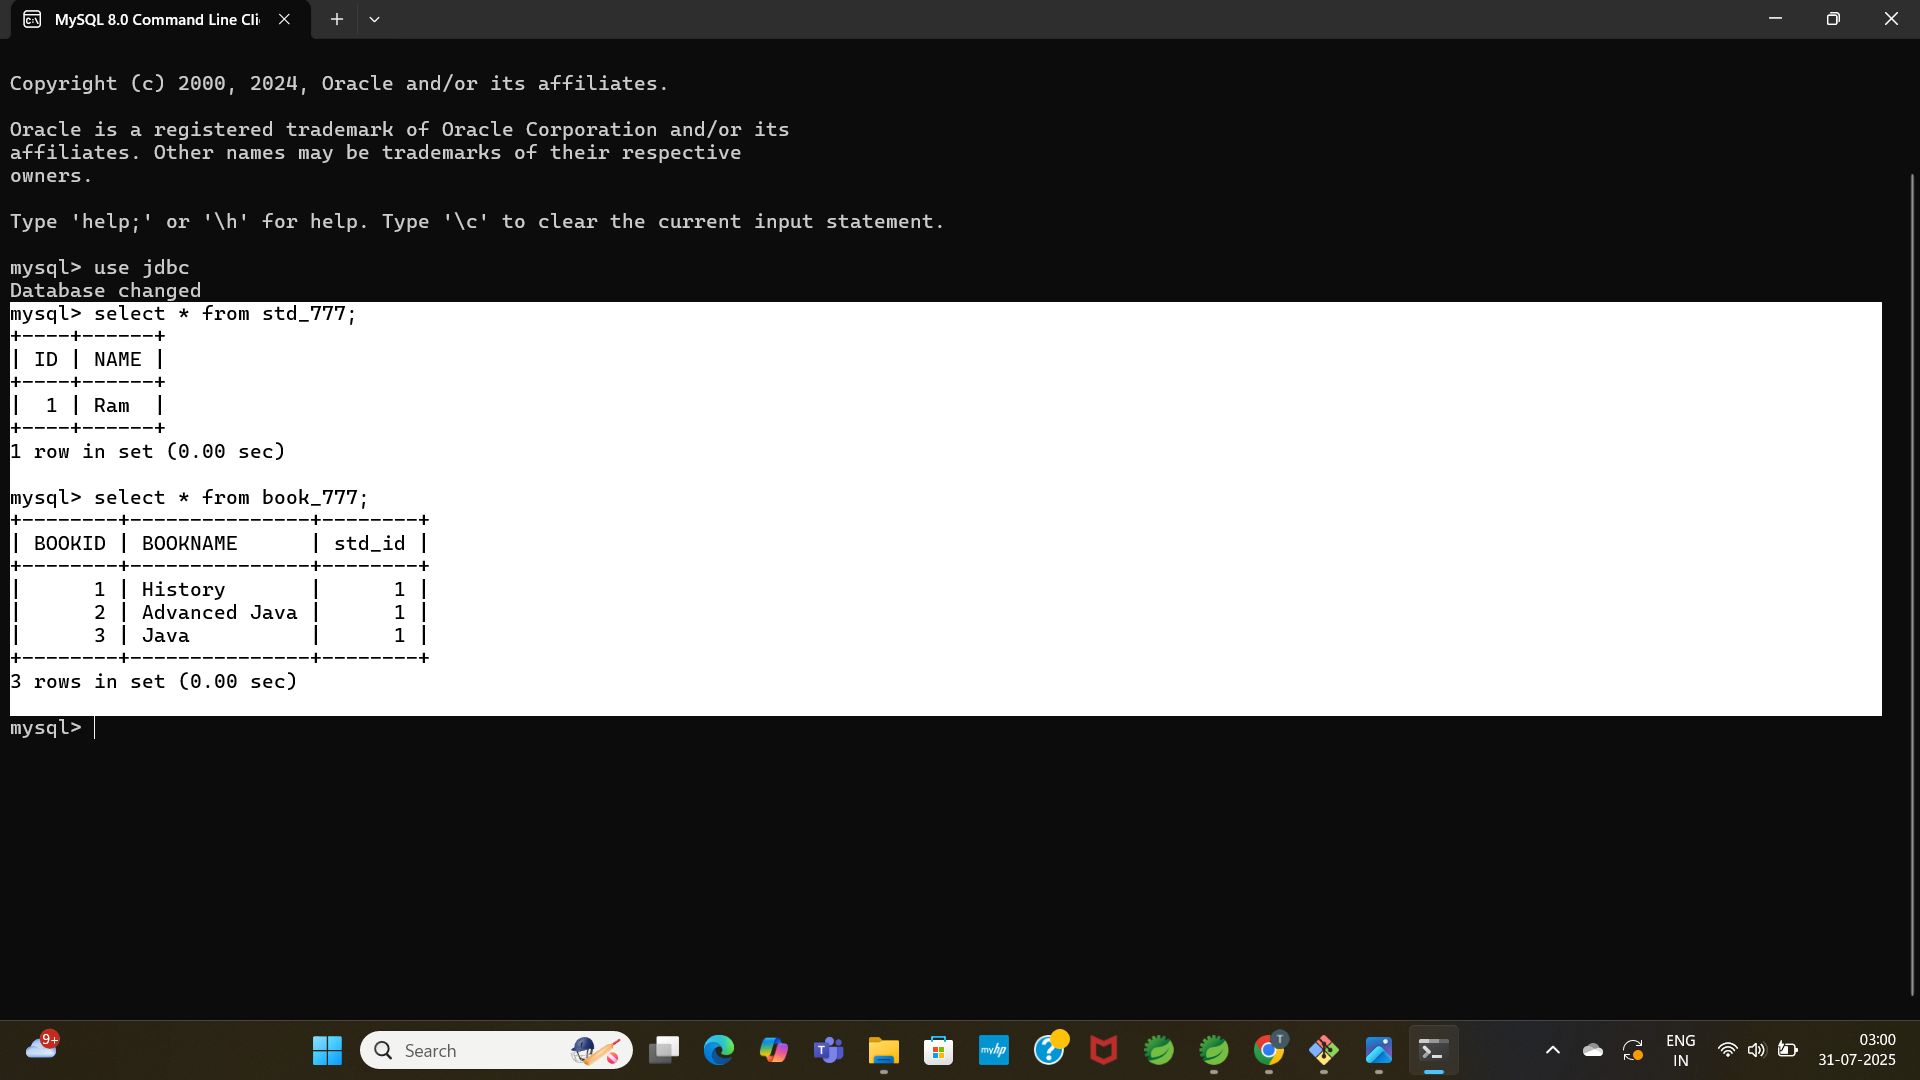 MySQL 8.0 Command Line Cli
Copyright (c) 2000, 2024, Oracle and/or its affiliates.
Oracle is a registered trademark of Oracle Corporation and/or its
affiliates. Other names may be trademarks of their respective
owners.
Type 'help;' or '\h' for help. Type '\c' to clear the current input statement.
mysql> use jdbc
Database changed
mysql> select * from std_777;
+----+------+
| ID | NAME |
+----+------+
|  1 | Ram  |
+----+------+
1 row in set (0.00 sec)
mysql> select * from book_777;
+--------+---------------+--------+
| BOOKID | BOOKNAME      | std_id |
+--------+---------------+--------+
|      1 | History       |      1 |
|      2 | Advanced Java |      1 |
|      3 | Java          |      1 |
+--------+---------------+--------+
3 rows in set (0.00 sec)
mysql>
9+
Search
T
myhp
?
T
ENG
IN
03:00
31-07-2025